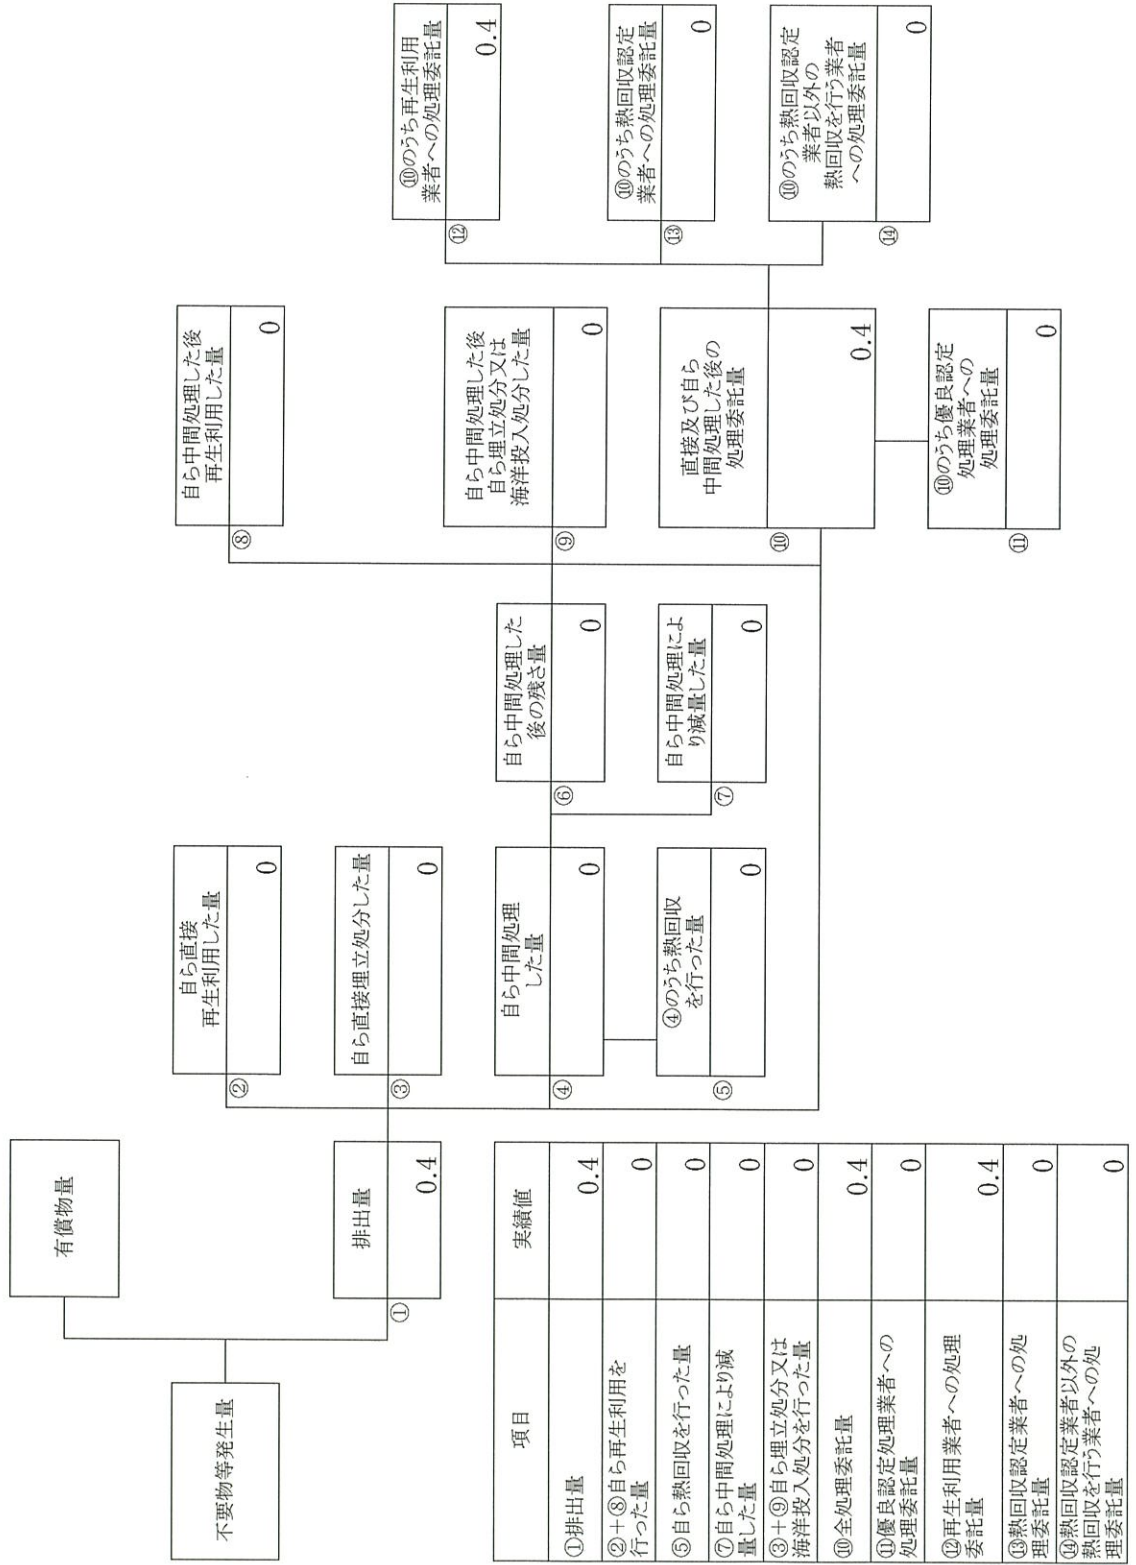 不要物等発生量
有償物量
排出量
①
0.4
自ら直接
再生利用した量
②
0
自ら直接埋立処分した量
③
0
自ら中間処理
した量
④
0
④のうち熱回収
を行った量
⑤
0
自ら中間処理した
後の残さ量
⑥
0
自ら中間処理によ
り減量した量
⑦
0
自ら中間処理した後
再生利用した量
⑧
0
自ら中間処理した後
自ら埋立処分又は
海洋投入処分した量
⑨
0
直接及び自ら
中間処理した後の
処理委託量
⑩
0.4
⑩のうち優良認定
処理業者への
処理委託量
⑪
0
⑩のうち再生利用
業者への処理委託量
⑫
0.4
⑩のうち熱回収認定
業者への処理委託量
⑬
0
⑩のうち熱回収認定
業者以外の
熱回収を行う業者
への処理委託量
⑭
0
項目 実績値
①排出量 0.4
②+⑧自ら再生利用を
行った量 0
⑤自ら熱回収を行った量 0
⑦自ら中間処理により減
量した量 0
③+⑨自ら埋立処分又は
海洋投入処分を行った量 0
⑩全処理委託量 0.4
⑪優良認定処理業者への
処理委託量 0
⑫再生利用業者への処理
委託量 0.4
⑬熱回収認定業者への処
理委託量 0
⑭熱回収認定業者以外の
熱回収を行う業者への処
理委託量 0